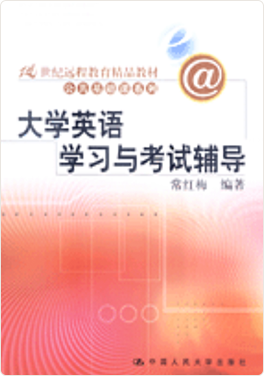 21世纪远程教育精品教材
公共基础课系列
@
大学英语
学习与考试辅导
常红梅 编著
中国人民大学出版社